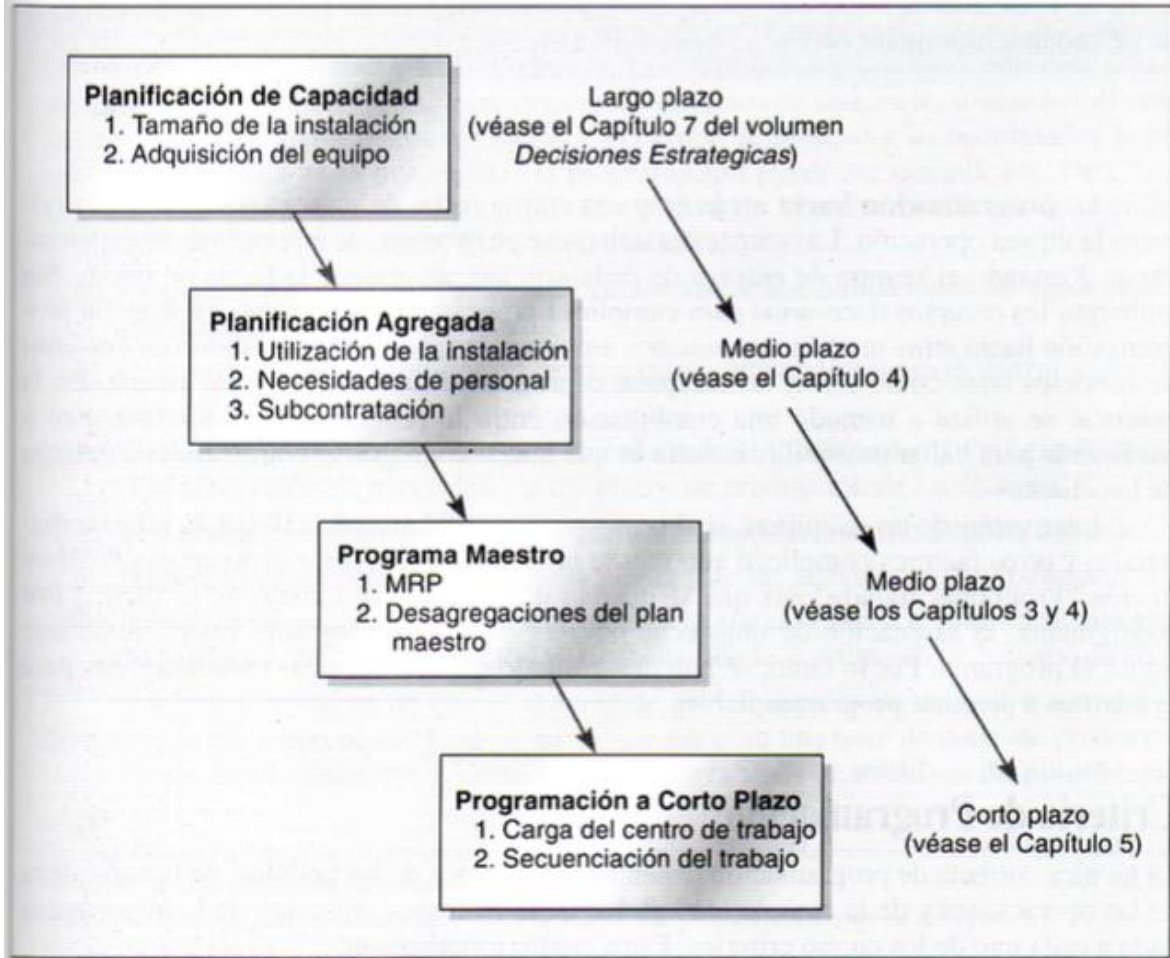 Planificación de Capacidad
1. Tamaño de la instalación
2. Adquisición del equipo
Largo plazo
(véase el Capítulo 7 del volumen
Decisiones Estrategicas)
Planificación Agregada
1. Utilización de la instalación
2. Necesidades de personal
3. Subcontratación
Medio plazo
(véase el Capítulo 4)
Programa Maestro
1. MRP
2. Desagregaciones del plan
maestro
Medio plazo
(véase los Capítulos 3 y 4)
Programación a Corto Plazo
1. Carga del centro de trabajo
2. Secuenciación del trabajo
Corto plazo
(véase el Capítulo 5)